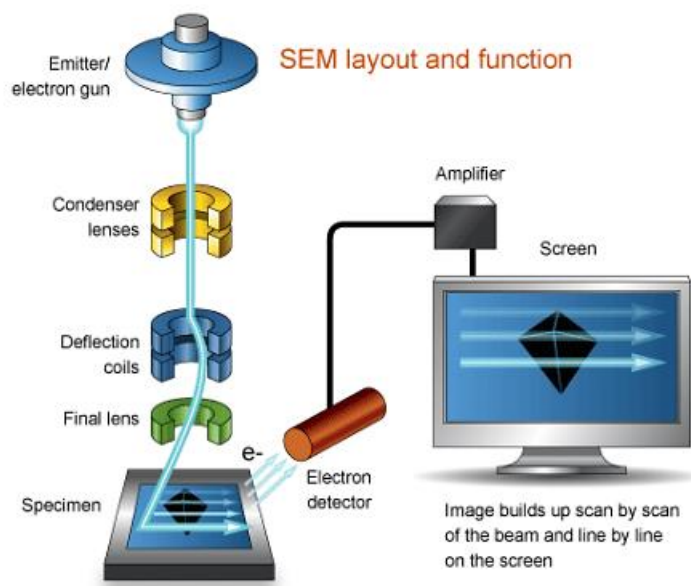 SEM layout and function
Emitter/
electron gun
Amplifier
Condenser
lenses
Screen
Deflection
coils
Final lens
e-
Electron
detector
Specimen
Image builds up scan by scan
of the beam and line by line
on the screen